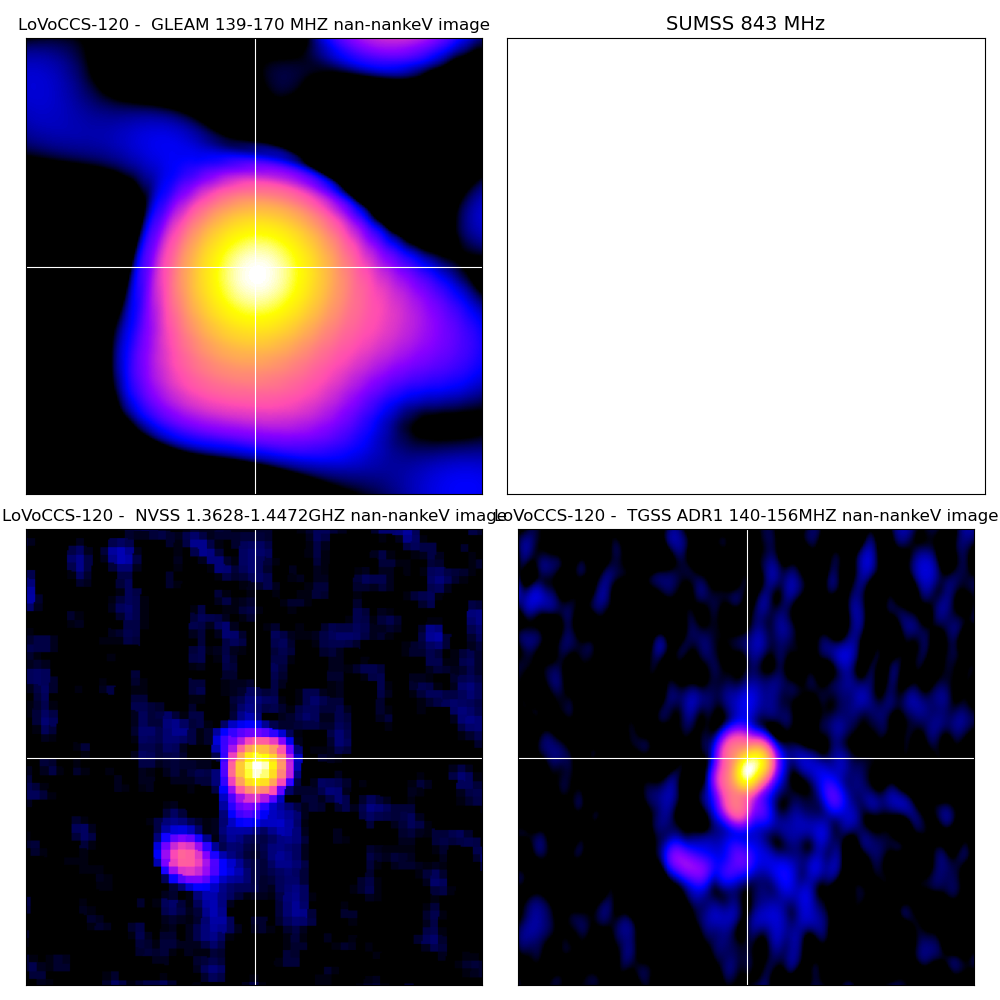 LoVoCCS-120 -  GLEAM 139-170 MHZ nan-nankeV image
SUMSS 843 MHz
LoVoCCS-120 -  NVSS 1.3628-1.4472GHZ nan-nankeV image
LoVoCCS-120 -  TGSS ADR1 140-156MHZ nan-nankeV image